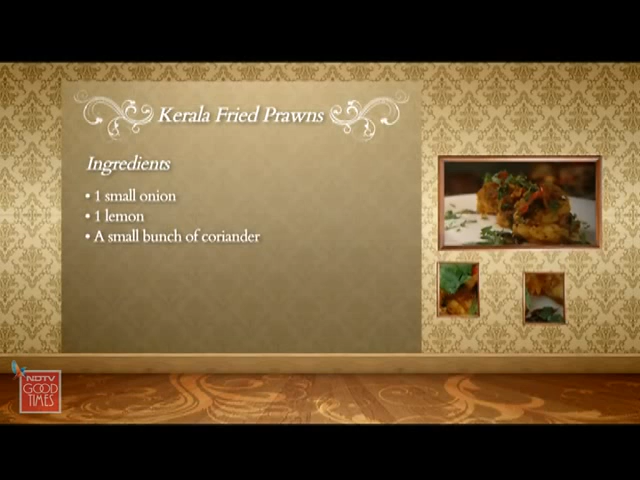 Kerala Fried Prawns
Ingredients
• 1 small onion
• 1 lemon
• A small bunch of coriander
NDTV
GOOD
TIMES